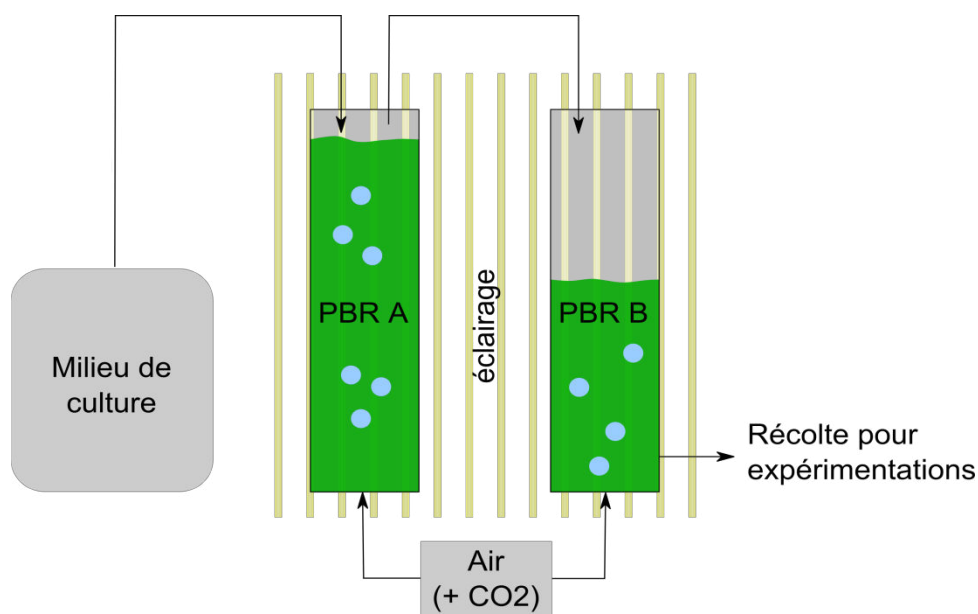 Milieu de
culture
PBR A
éclairage
PBR B
Récolte pour
expérimentations
Air
(+ CO2)